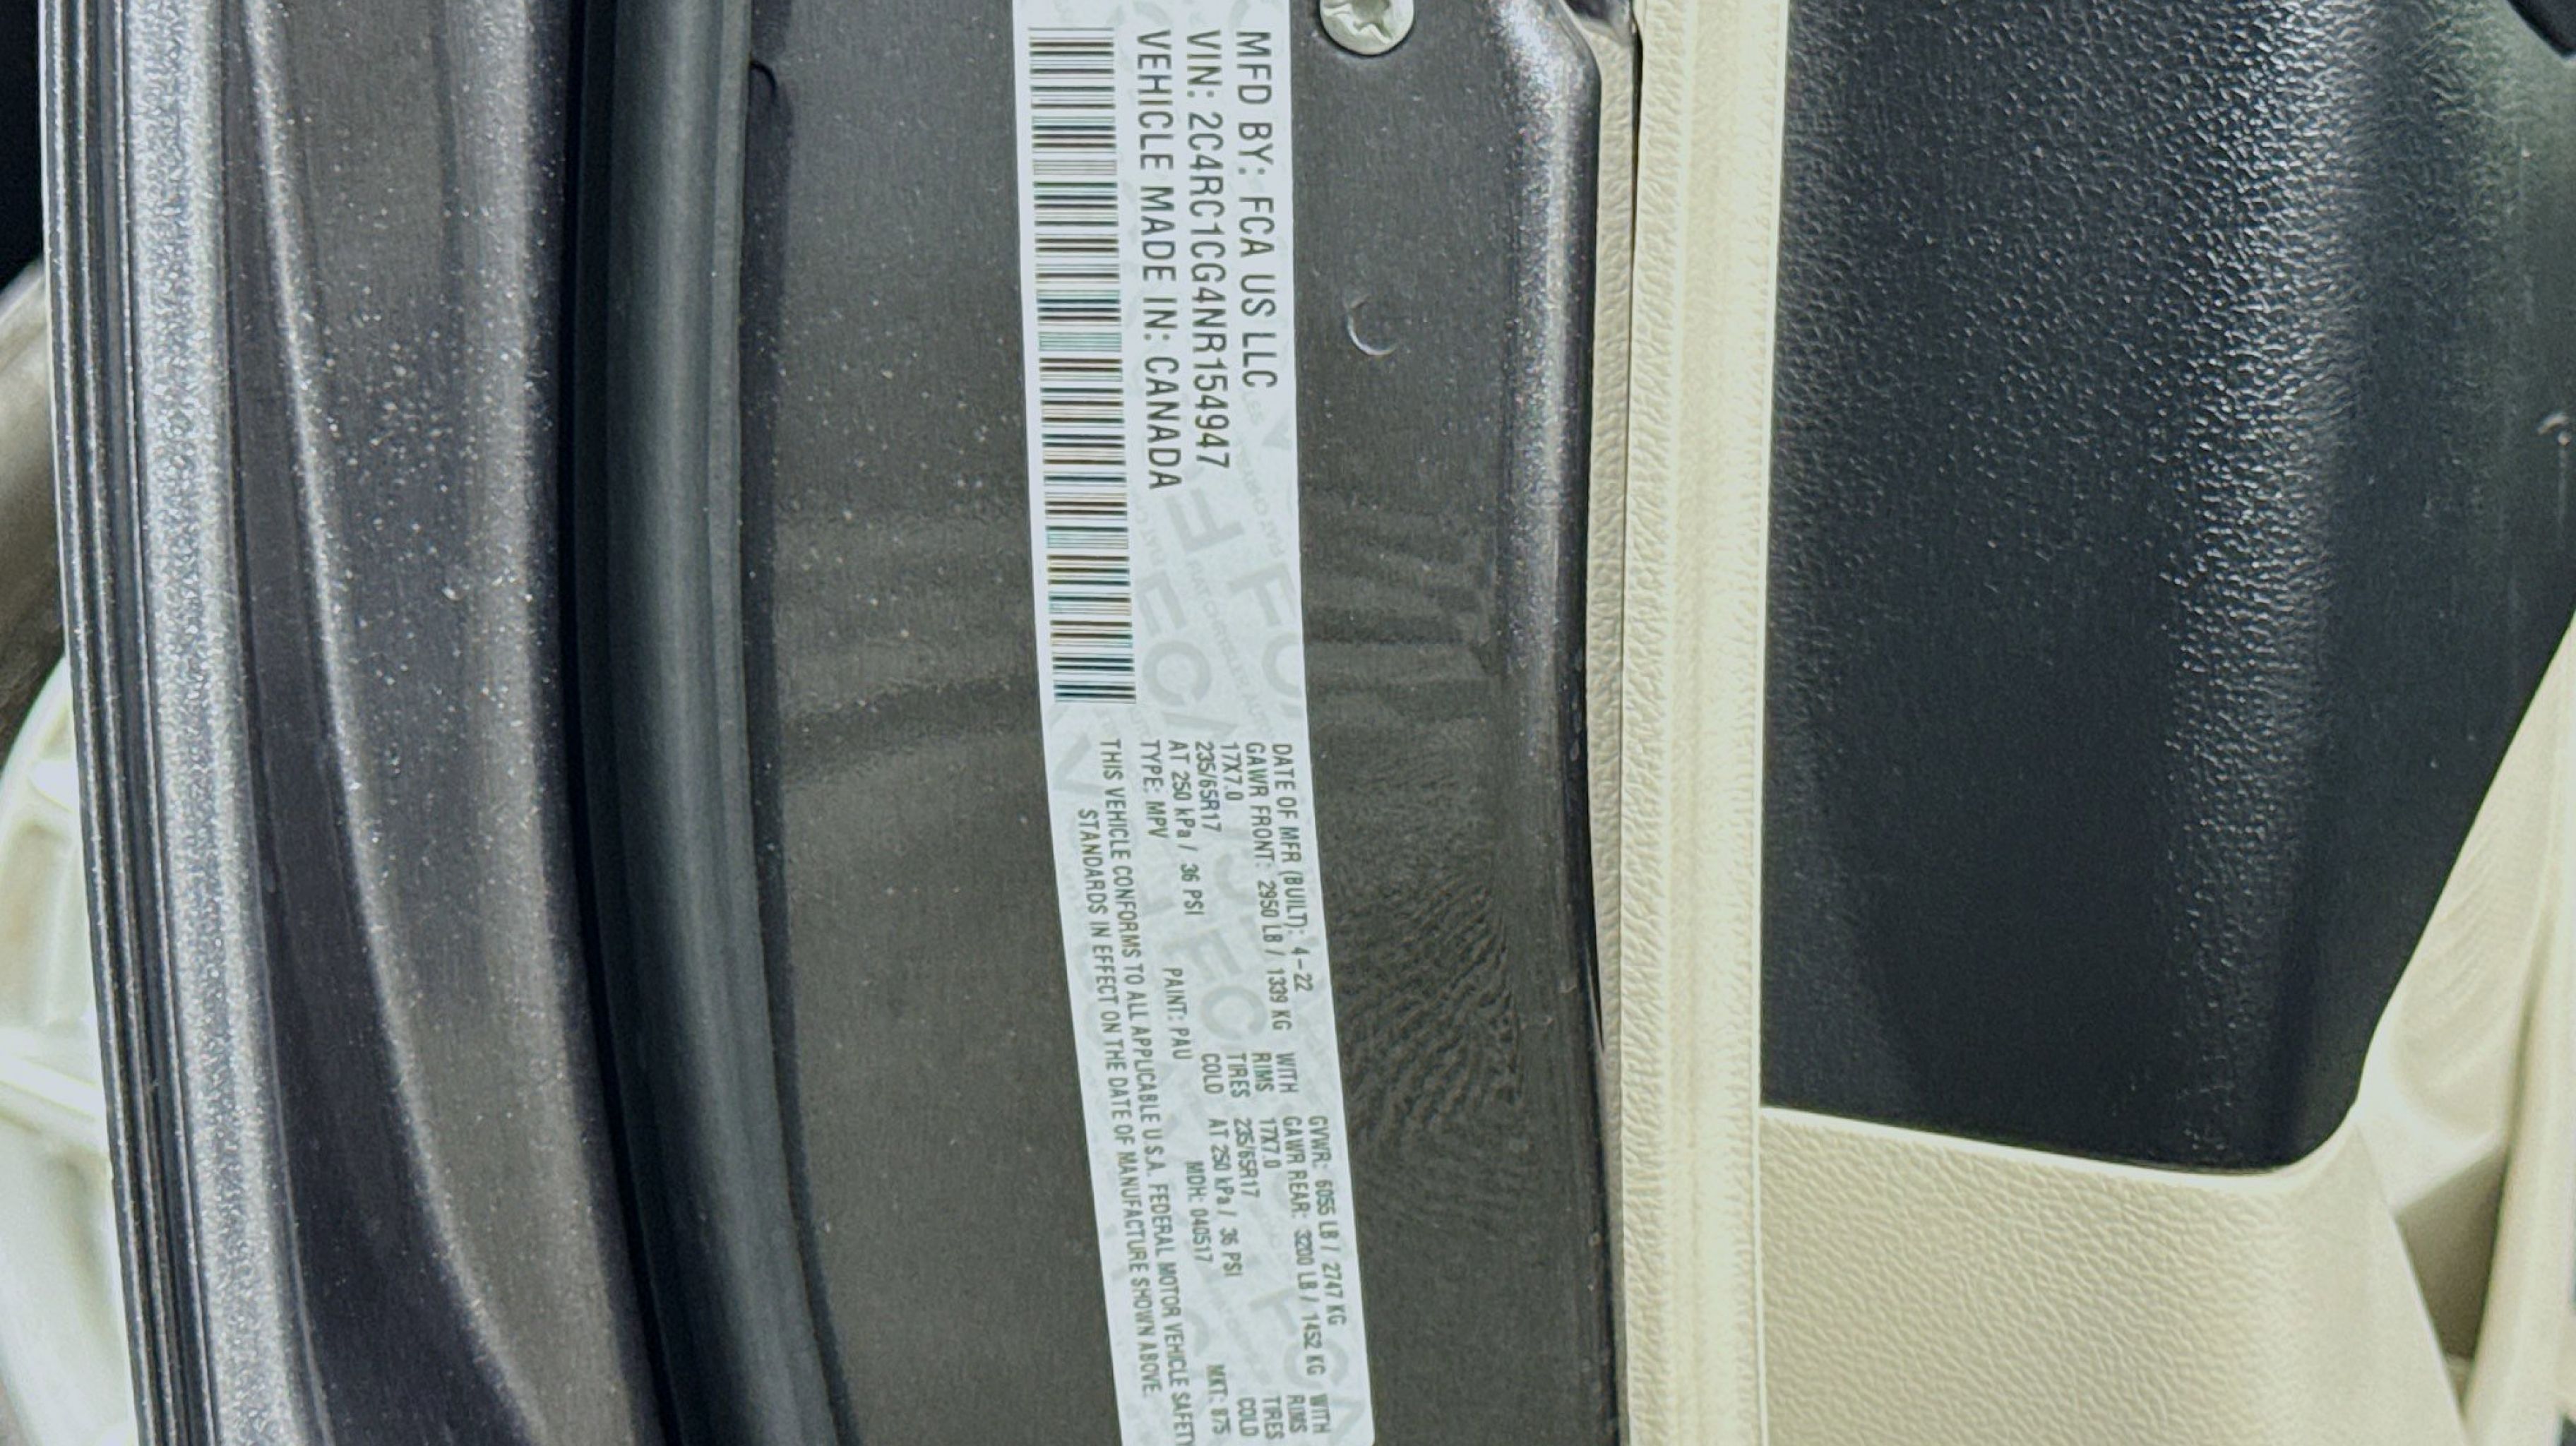 MFD BY: FCA US LLC
VIN: 2C4RC1CG4NR154947
VEHICLE MADE IN: CANADA
DATE OF MFR (BUILT): 4-22 GVWR: 6055 LB / 2747 KG
GAWR FRONT: 2950 LB / 1339 KG WITH GAWR REAR: 3200 LB / 1452 KG WITH
17X7.0 RIMS 17X7.0 RIMS
235/65R17 TIRES 235/65R17 TIRES
AT 250 kPa / 36 PSI COLD AT 250 kPa / 36 PSI COLD
TYPE: MPV PAINT: PAU MDH: 040517 MKT: 875
THIS VEHICLE CONFORMS TO ALL APPLICABLE U.S.A. FEDERAL MOTOR VEHICLE SAFETY
STANDARDS IN EFFECT ON THE DATE OF MANUFACTURE SHOWN ABOVE.